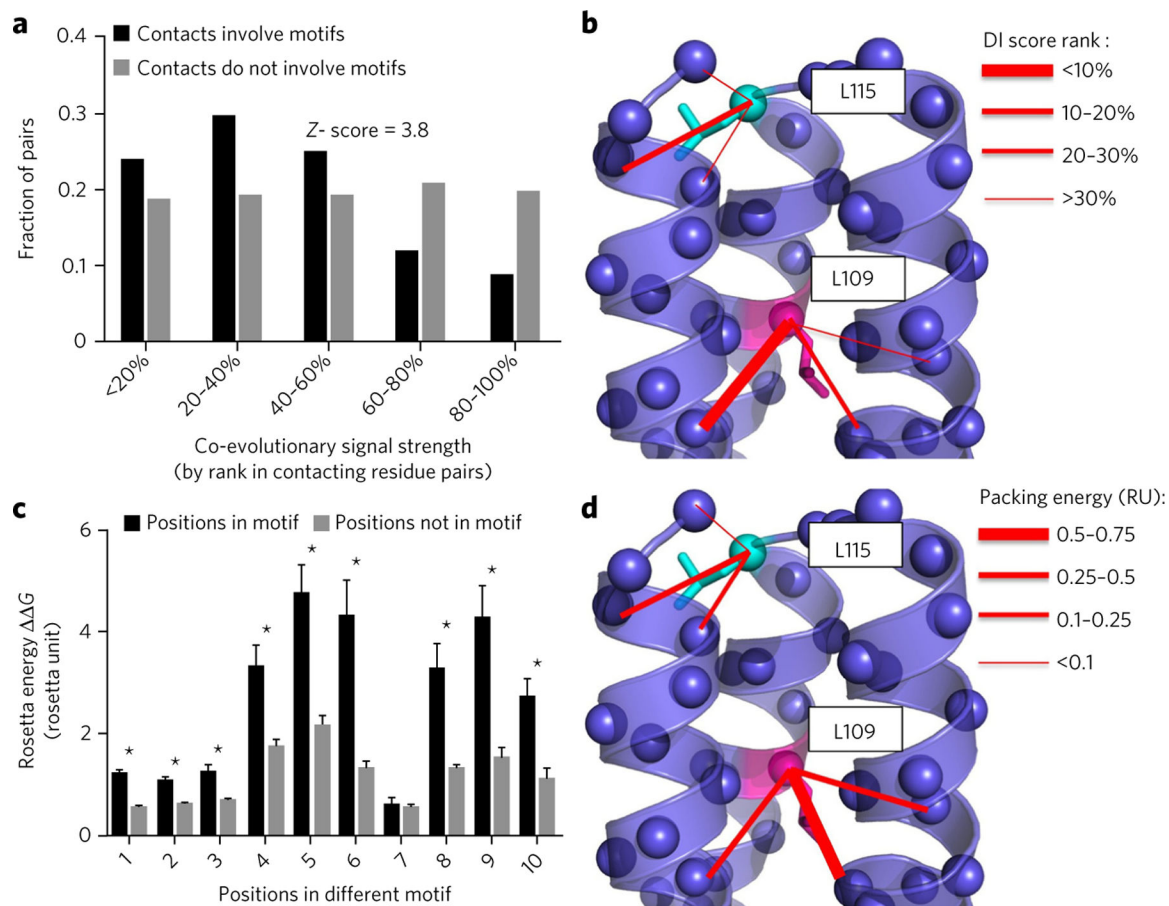 a
0.4
0.3
0.2
0.1
0
Fraction of pairs
Contacts involve motifs
Contacts do not involve motifs
Z- score = 3.8
<20%
20–40%
40–60%
60–80%
80–100%
Co-evolutionary signal strength
(by rank in contacting residue pairs)
b
L115
L109
DI score rank :
<10%
10–20%
20–30%
>30%
c
6
4
2
0
Rosetta energy ΔΔG
(rosetta unit)
Positions in motif
Positions not in motif
* * * * * * * * *
1 2 3 4 5 6 7 8 9 10
Positions in different motif
d
L115
L109
Packing energy (RU):
0.5–0.75
0.25–0.5
0.1–0.25
<0.1